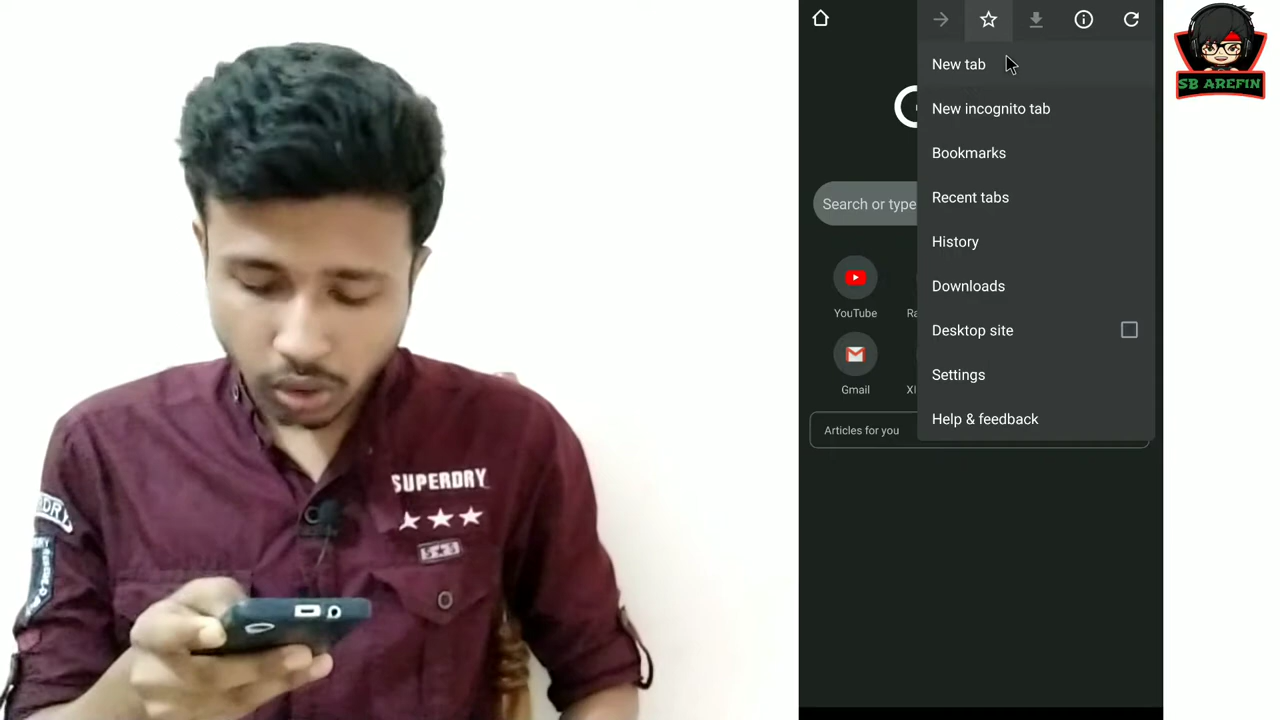 SB AREFIN
New tab
New incognito tab
Bookmarks
Recent tabs
History
Downloads
Desktop site
Settings
Help & feedback
Search or type
YouTube
Gmail
Articles for you
SUPERDRY